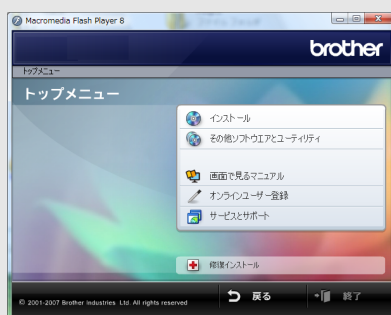 Macromedia Flash Player 8
brother
トップメニュー
トップメニュー
インストール
その他ソフトウエアとユーティリティ
画面で見るマニュアル
オンラインユーザー登録
サービスとサポート
修復インストール
© 2001-2007 Brother Industries Ltd. All rights reserved
戻る
終了